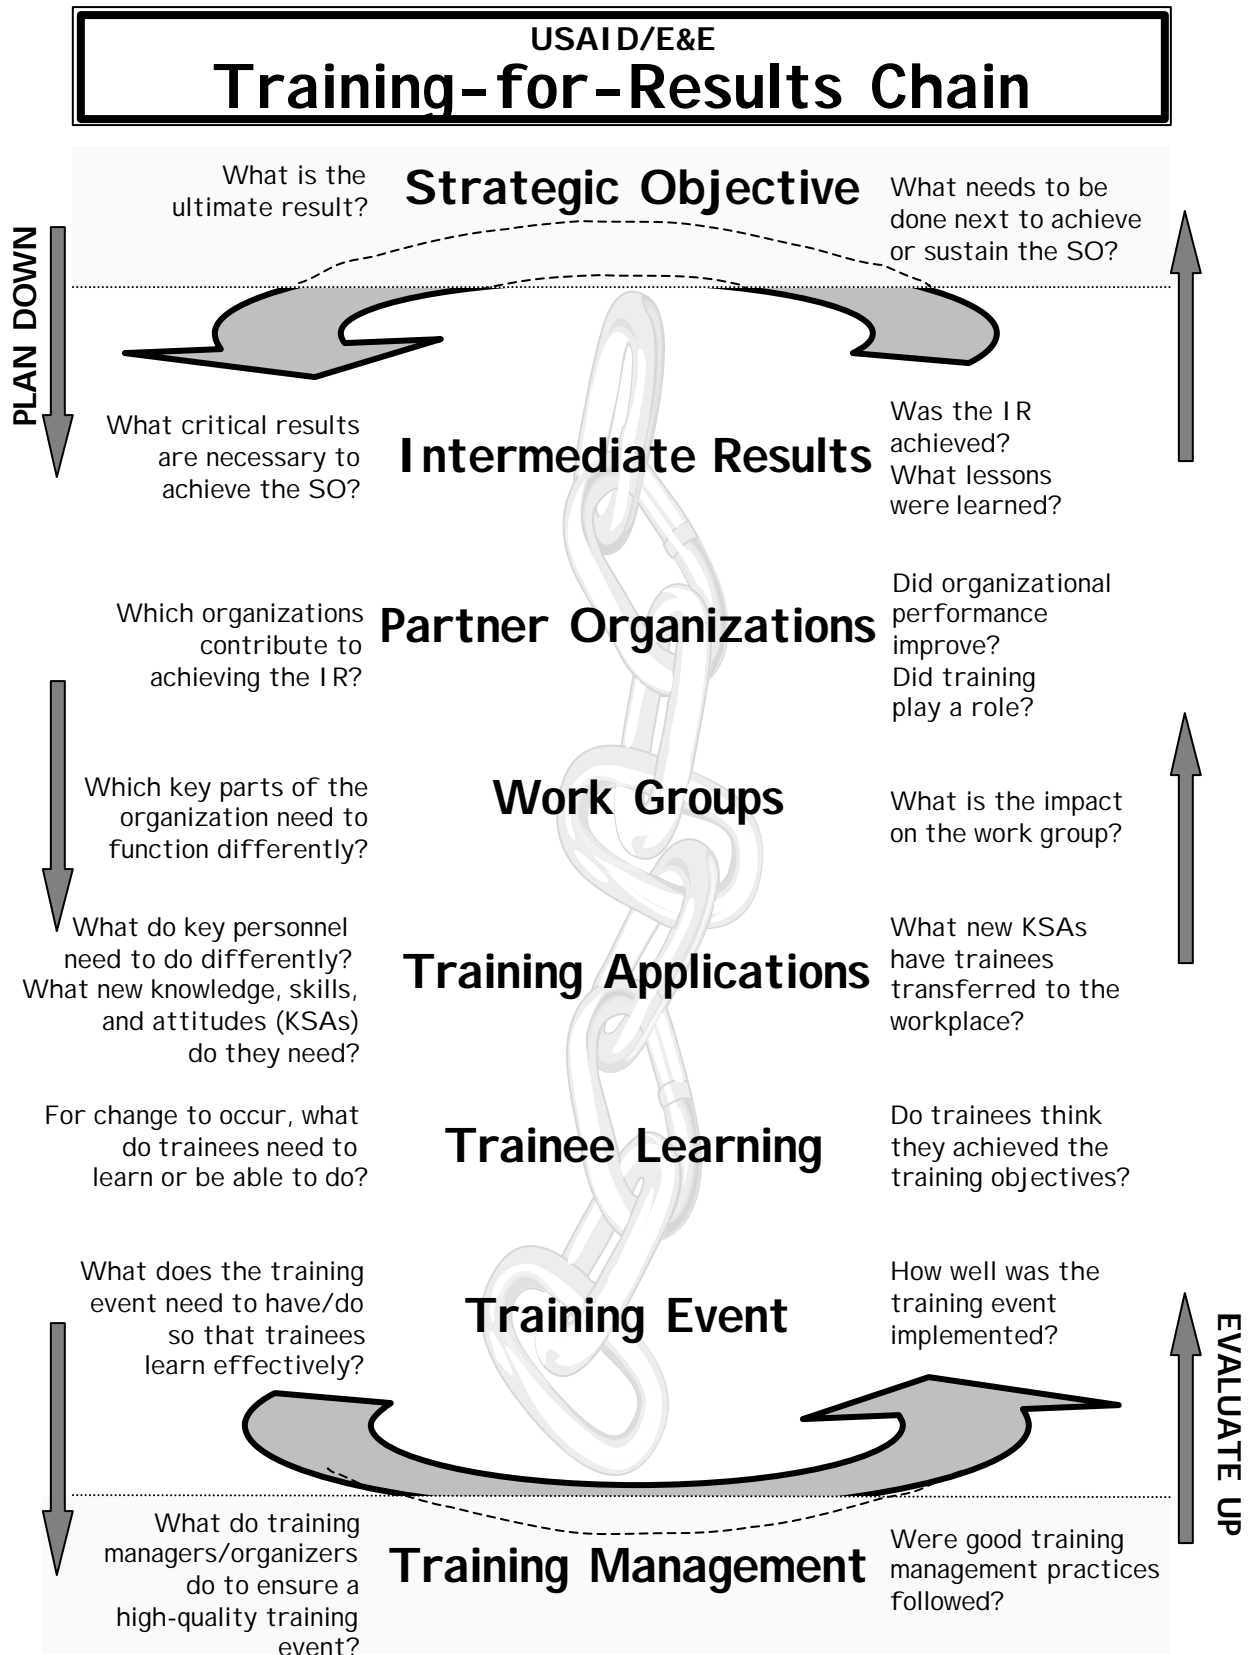 USAID/E&E
Training-for-Results Chain
What is the
ultimate result?
Strategic Objective
What needs to be
done next to achieve
or sustain the SO?
PLAN DOWN
What critical results
are necessary to
achieve the SO?
Intermediate Results
Was the IR
achieved?
What lessons
were learned?
Which organizations
contribute to
achieving the IR?
Partner Organizations
Did organizational
performance
improve?
Did training
play a role?
Which key parts of the
organization need to
function differently?
Work Groups
What is the impact
on the work group?
What do key personnel
need to do differently?
What new knowledge, skills,
and attitudes (KSAs)
do they need?
Training Applications
What new KSAs
have trainees
transferred to the
workplace?
For change to occur, what
do trainees need to
learn or be able to do?
Trainee Learning
Do trainees think
they achieved the
training objectives?
What does the training
event need to have/do
so that trainees
learn effectively?
Training Event
How well was the
training event
implemented?
EVALUATE UP
What do training
managers/organizers
do to ensure a
high-quality training
event?
Training Management
Were good training
management practices
followed?